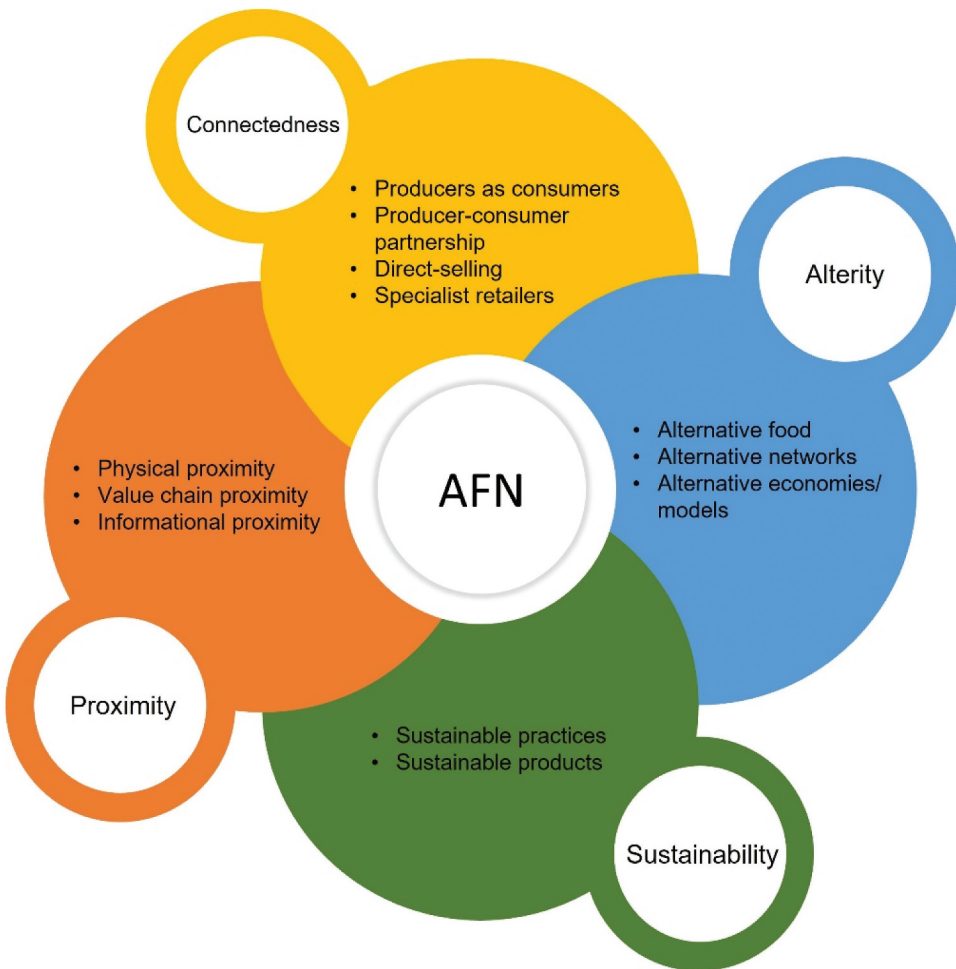 Connectedness
• Producers as consumers
• Producer-consumer
partnership
• Direct-selling
• Specialist retailers
Alterity
• Alternative food
• Alternative networks
• Alternative economies/
models
AFN
• Physical proximity
• Value chain proximity
• Informational proximity
Proximity
• Sustainable practices
• Sustainable products
Sustainability